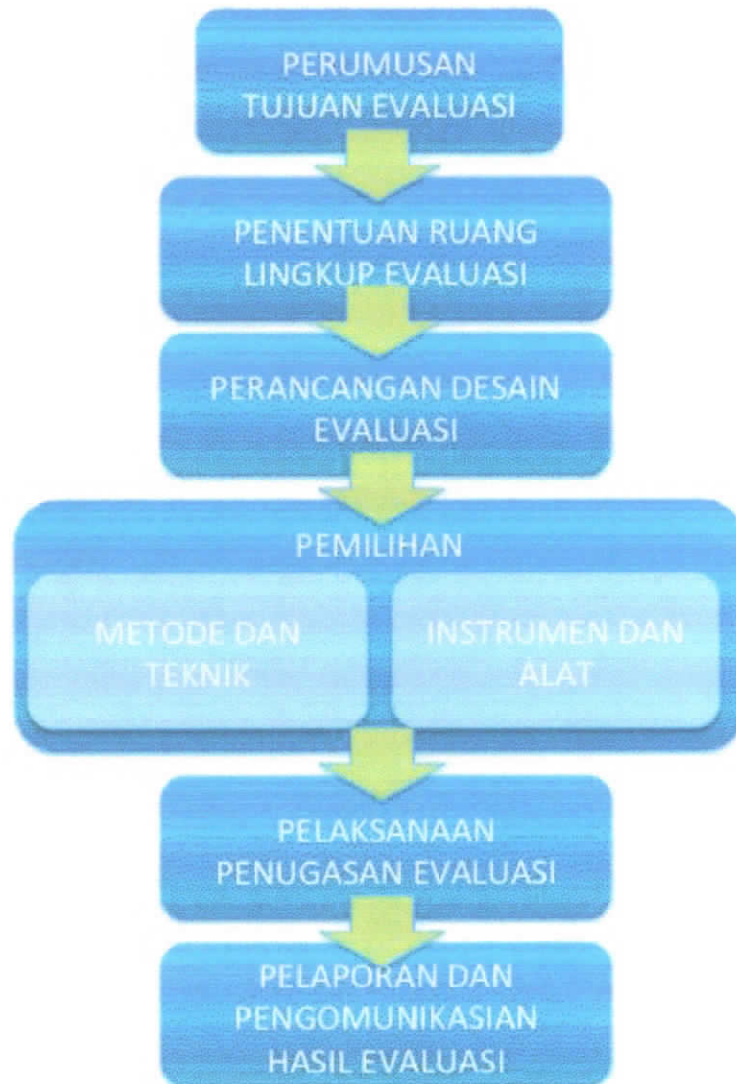 PERUMUSAN
TUJUAN EVALUASI
PENENTUAN RUANG
LINGKUP EVALUASI
PERANCANGAN DESAIN
EVALUASI
PEMILIHAN
METODE DAN
TEKNIK
INSTRUMEN DAN
ALAT
PELAKSANAAN
PENUGASAN EVALUASI
PELAPORAN DAN
PENGOMUNIKASIAN
HASIL EVALUASI